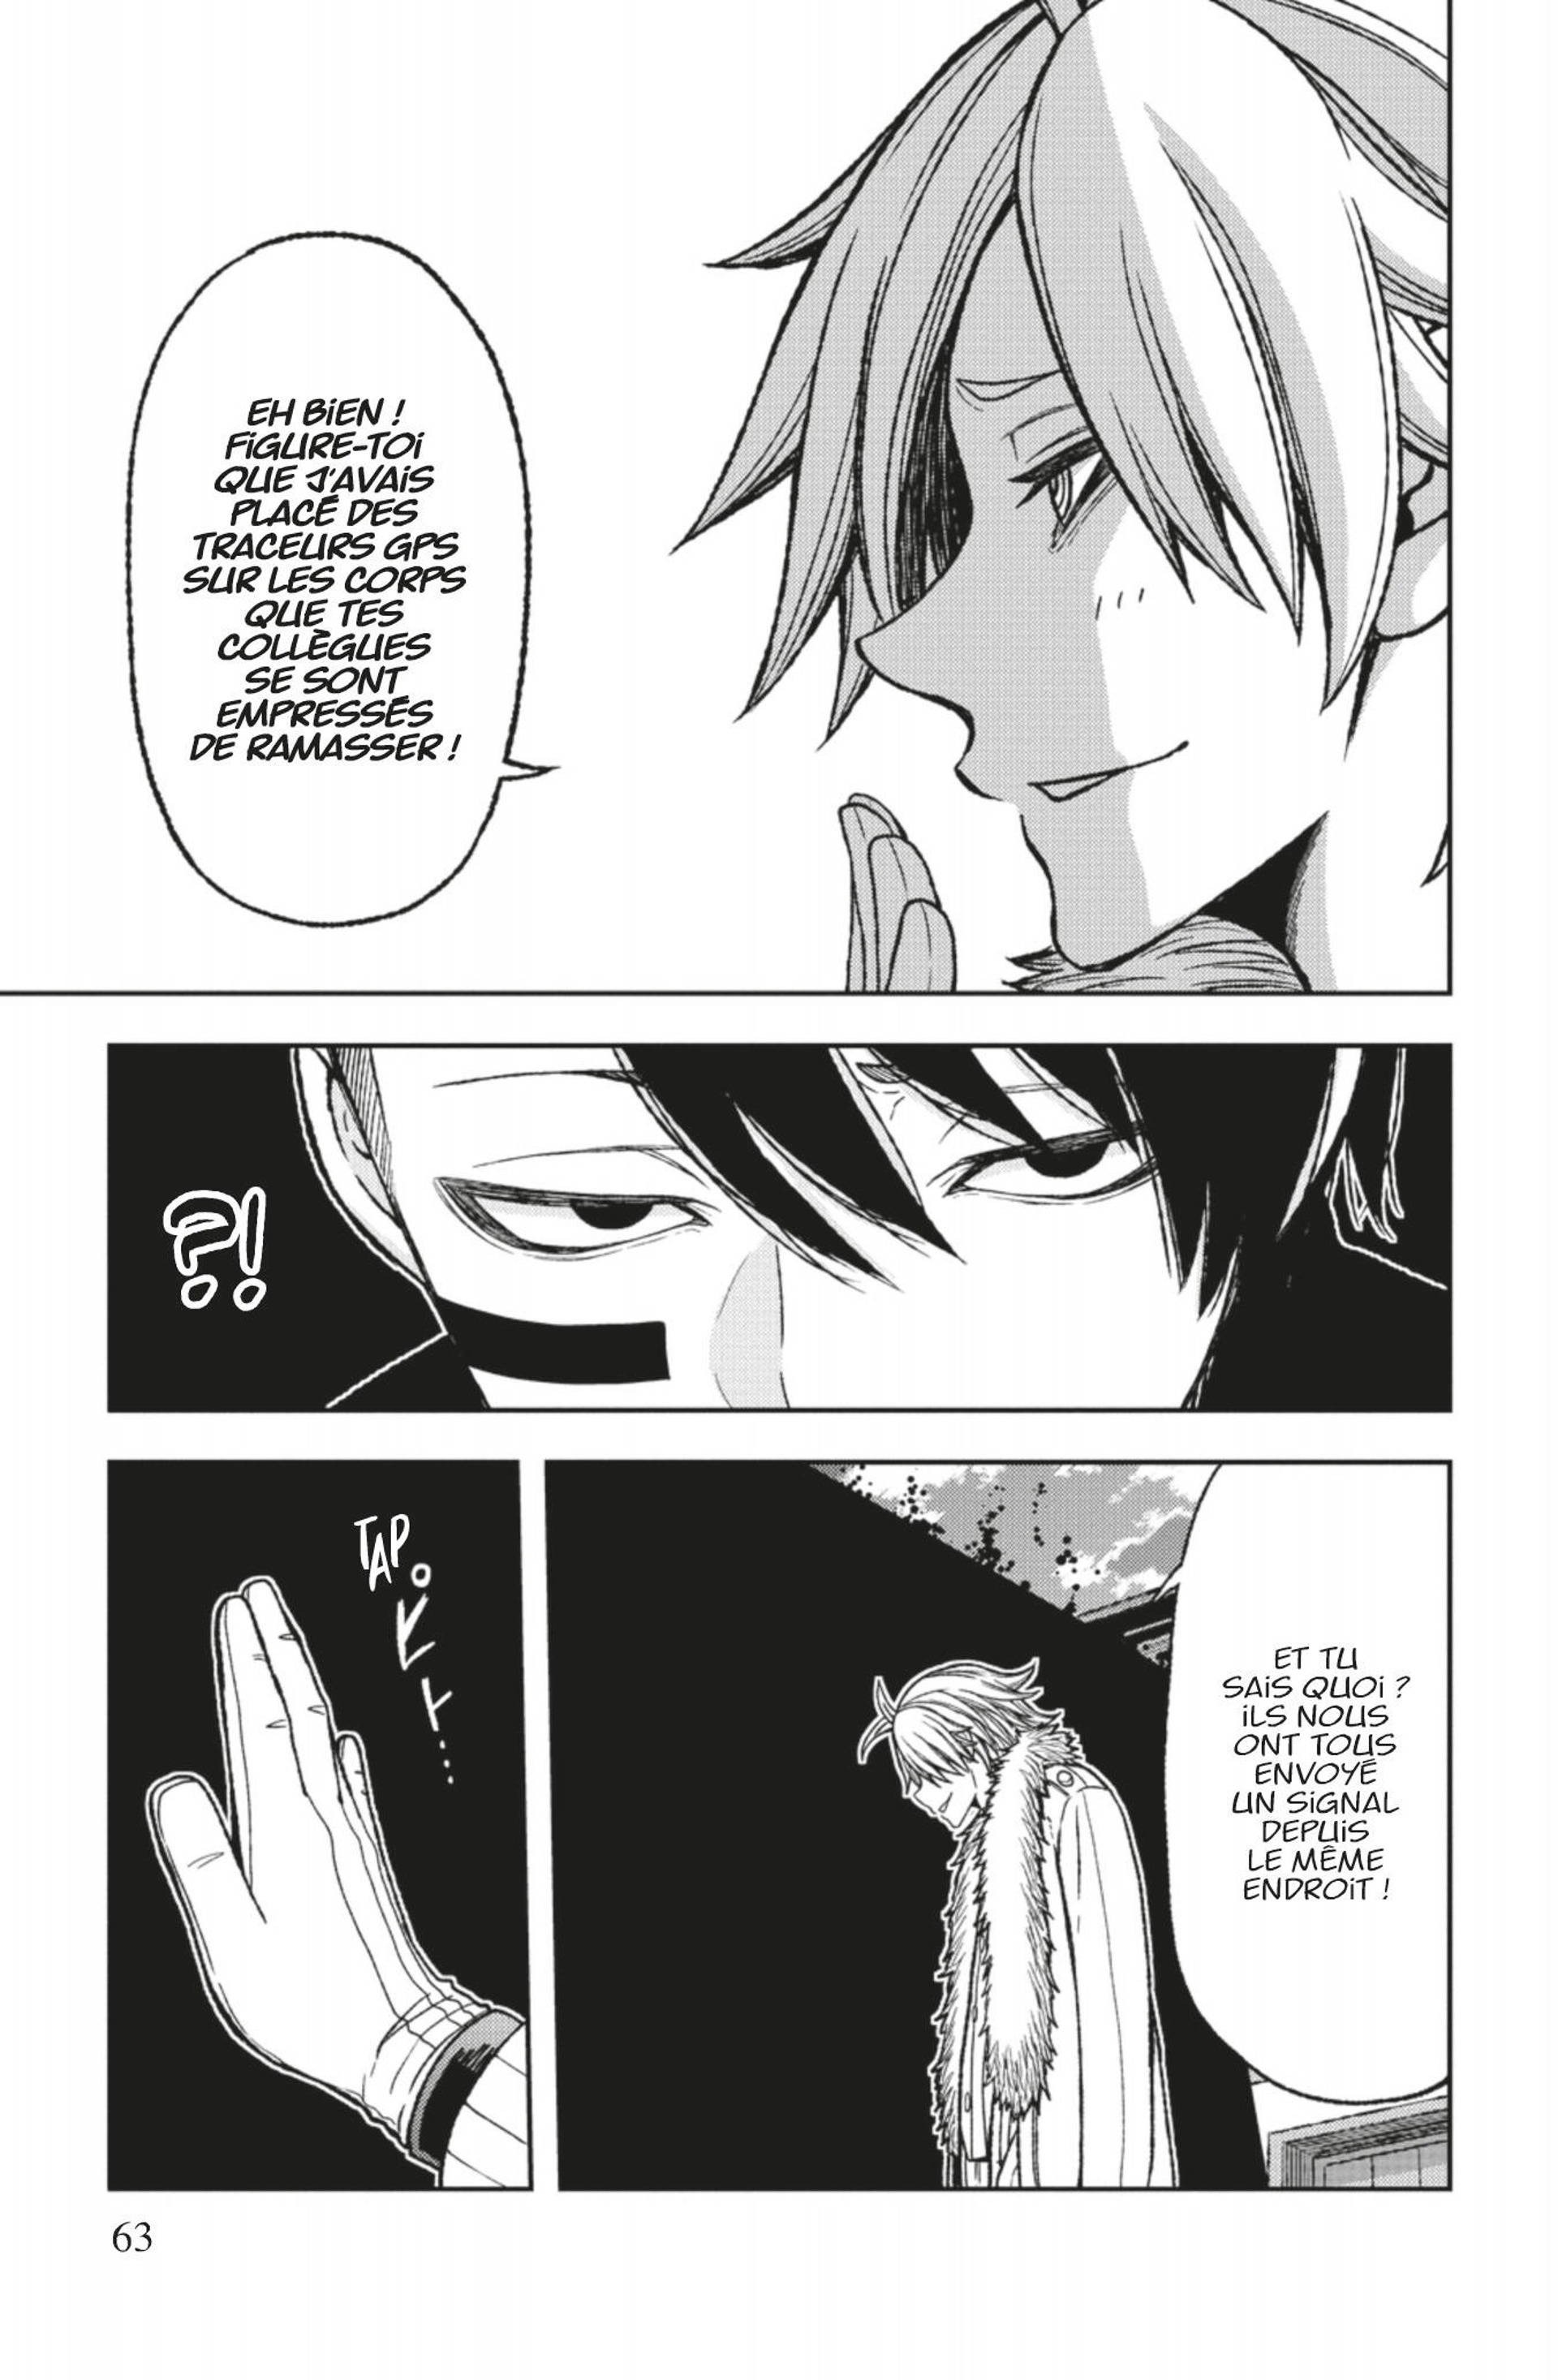 EH BIEN !
FIGURE-TOI
QUE J'AVAIS
PLACÉ DES
TRACEURS GPS
SUR LES CORPS
QUE TES
COLLÈGUES
SE SONT
EMPRESSÉS
DE RAMASSER !
?!
ET TU
SAIS QUOI ?
ILS NOUS
ONT TOUS
ENVOYÉ
UN SIGNAL
DEPUIS
LE MÊME
ENDROIT !
TAP
ピト…
63